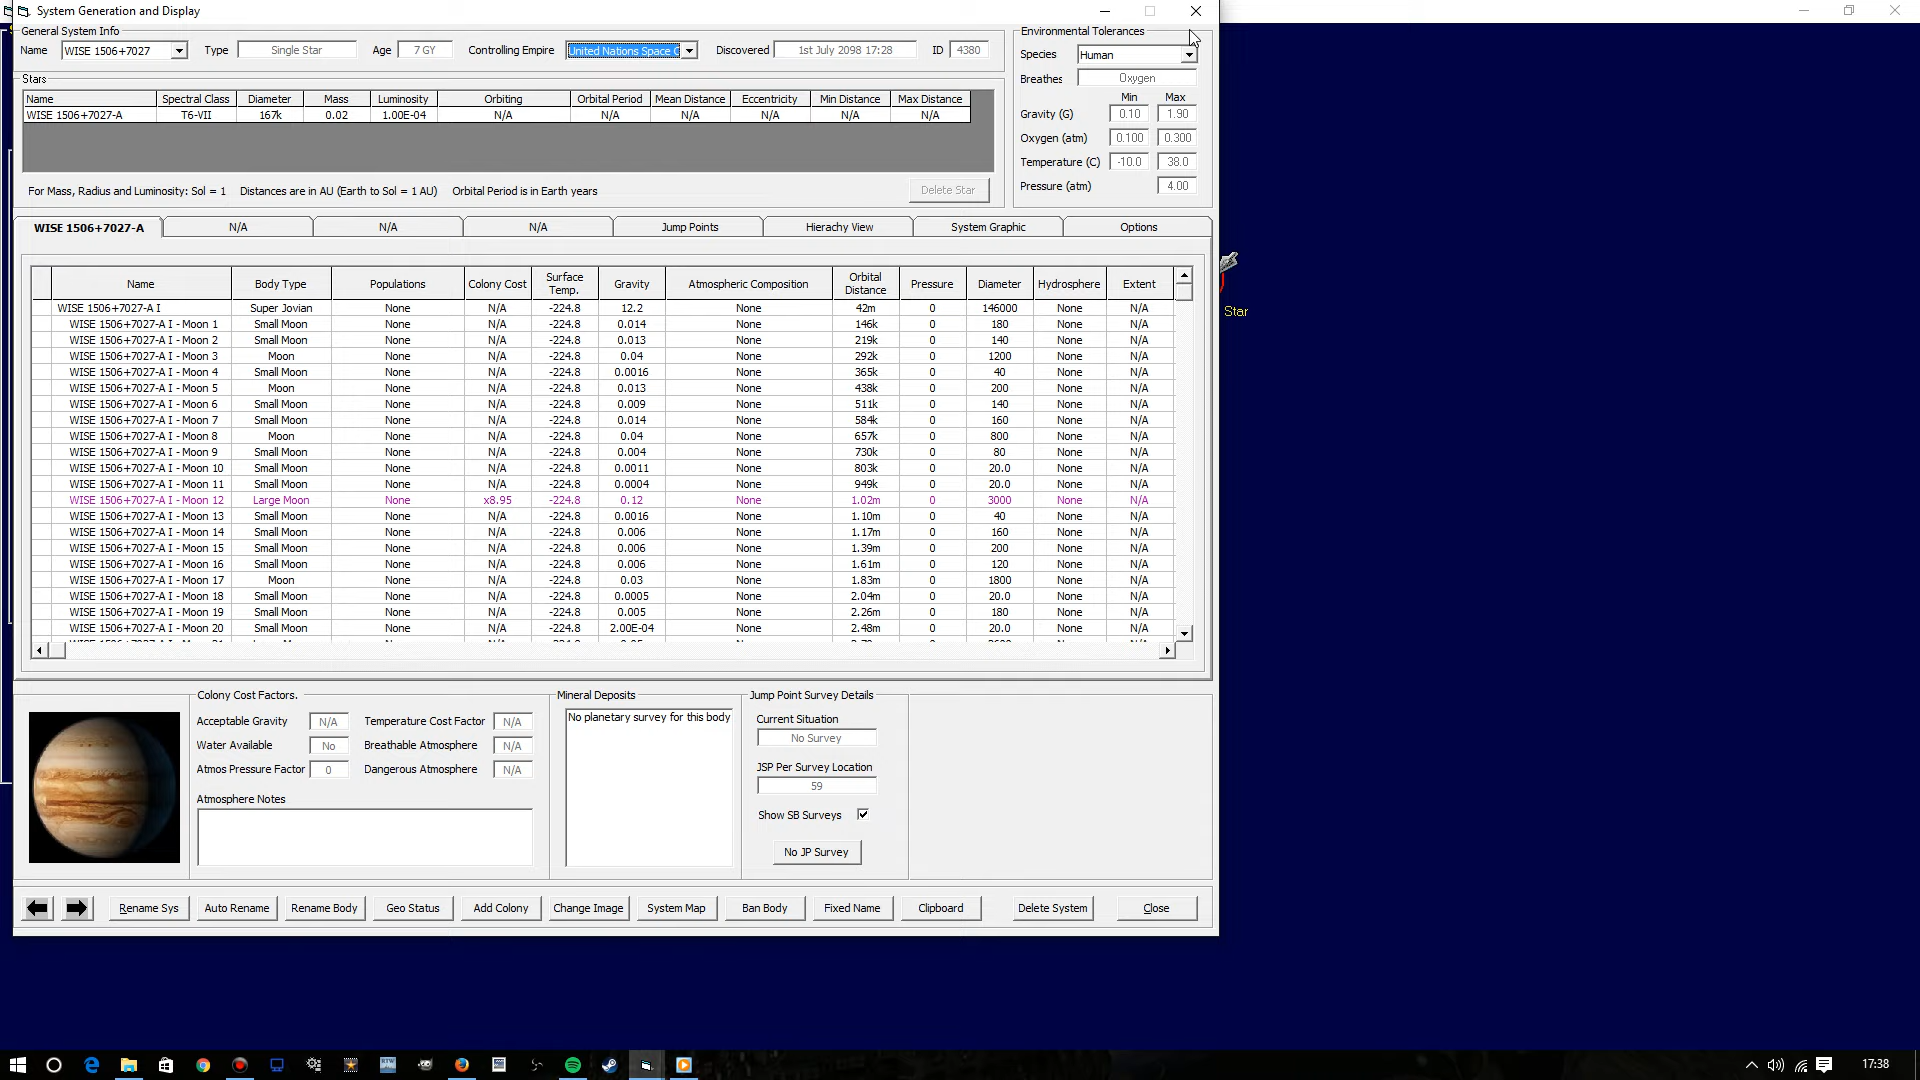 System Generation and Display
General System Info
Name WISE 1506+7027 Type Single Star Age 7 GY Controlling Empire United Nations Space C Discovered 1st July 2098 17:28 ID 4380
Stars
Name Spectral Class Diameter Mass Luminosity Orbiting Orbital Period Mean Distance Eccentricity Min Distance Max Distance
WISE 1506+7027-A T6-VII 167k 0.02 1.00E-04 N/A N/A N/A N/A N/A N/A
For Mass, Radius and Luminosity: Sol = 1 Distances are in AU (Earth to Sol = 1 AU) Orbital Period is in Earth years Delete Star
Environmental Tolerances
Species Human
Breathes Oxygen
Min Max
Gravity (G) 0.10 1.90
Oxygen (atm) 0.100 0.300
Temperature (C) -10.0 38.0
Pressure (atm) 4.00
WISE 1506+7027-A N/A N/A N/A Jump Points Hierachy View System Graphic Options
Name Body Type Populations Colony Cost Surface Temp. Gravity Atmospheric Composition Orbital Distance Pressure Diameter Hydrosphere Extent
WISE 1506+7027-A I Super Jovian None N/A -224.8 12.2 None 42m 0 146000 None N/A
WISE 1506+7027-A I - Moon 1 Small Moon None N/A -224.8 0.014 None 146k 0 180 None N/A
WISE 1506+7027-A I - Moon 2 Small Moon None N/A -224.8 0.013 None 219k 0 140 None N/A
WISE 1506+7027-A I - Moon 3 Moon None N/A -224.8 0.04 None 292k 0 1200 None N/A
WISE 1506+7027-A I - Moon 4 Small Moon None N/A -224.8 0.0016 None 365k 0 40 None N/A
WISE 1506+7027-A I - Moon 5 Moon None N/A -224.8 0.013 None 438k 0 200 None N/A
WISE 1506+7027-A I - Moon 6 Small Moon None N/A -224.8 0.009 None 511k 0 140 None N/A
WISE 1506+7027-A I - Moon 7 Small Moon None N/A -224.8 0.014 None 584k 0 160 None N/A
WISE 1506+7027-A I - Moon 8 Moon None N/A -224.8 0.04 None 657k 0 800 None N/A
WISE 1506+7027-A I - Moon 9 Small Moon None N/A -224.8 0.004 None 730k 0 80 None N/A
WISE 1506+7027-A I - Moon 10 Small Moon None N/A -224.8 0.0011 None 803k 0 20.0 None N/A
WISE 1506+7027-A I - Moon 11 Small Moon None N/A -224.8 0.0004 None 949k 0 20.0 None N/A
WISE 1506+7027-A I - Moon 12 Large Moon None x8.95 -224.8 0.12 None 1.02m 0 3000 None N/A
WISE 1506+7027-A I - Moon 13 Small Moon None N/A -224.8 0.0016 None 1.10m 0 40 None N/A
WISE 1506+7027-A I - Moon 14 Small Moon None N/A -224.8 0.006 None 1.17m 0 160 None N/A
WISE 1506+7027-A I - Moon 15 Small Moon None N/A -224.8 0.006 None 1.39m 0 200 None N/A
WISE 1506+7027-A I - Moon 16 Small Moon None N/A -224.8 0.006 None 1.61m 0 120 None N/A
WISE 1506+7027-A I - Moon 17 Moon None N/A -224.8 0.03 None 1.83m 0 1800 None N/A
WISE 1506+7027-A I - Moon 18 Small Moon None N/A -224.8 0.0005 None 2.04m 0 20.0 None N/A
WISE 1506+7027-A I - Moon 19 Small Moon None N/A -224.8 0.005 None 2.26m 0 180 None N/A
WISE 1506+7027-A I - Moon 20 Small Moon None N/A -224.8 2.00E-04 None 2.48m 0 20.0 None N/A
Star
Colony Cost Factors.
Acceptable Gravity N/A Temperature Cost Factor N/A
Water Available No Breathable Atmosphere N/A
Atmos Pressure Factor 0 Dangerous Atmosphere N/A
Atmosphere Notes
Mineral Deposits
No planetary survey for this body
Jump Point Survey Details
Current Situation
No Survey
JSP Per Survey Location
59
Show SB Surveys
No JP Survey
Rename Sys Auto Rename Rename Body Geo Status Add Colony Change Image System Map Ban Body Fixed Name Clipboard Delete System Close
17:38